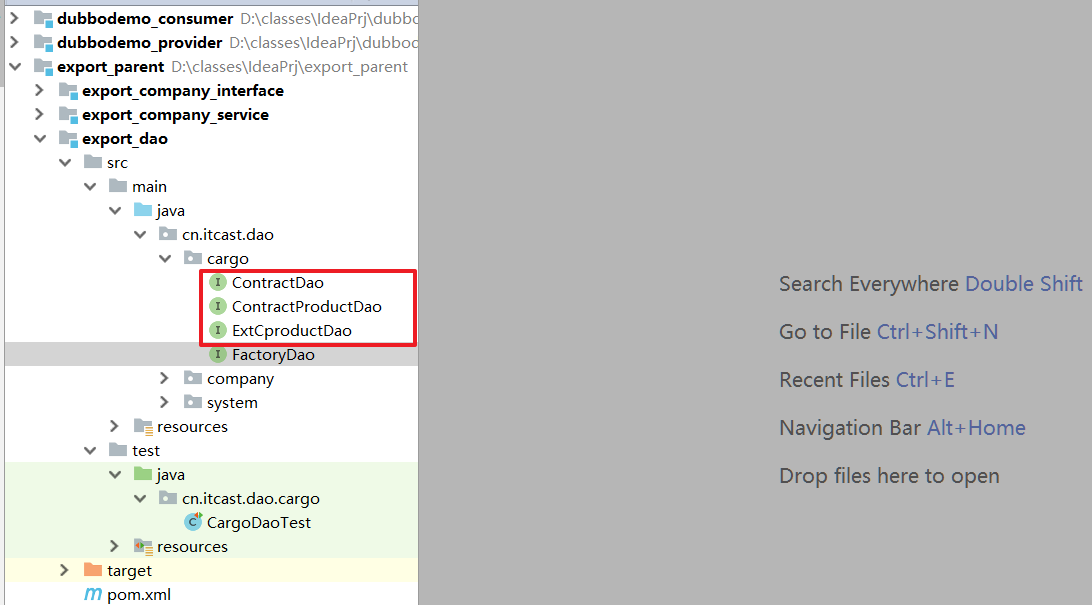 dubbodemo_consumer D:\classes\IdeaPrj\dubbo
dubbodemo_provider D:\classes\IdeaPrj\dubboc
export_parent D:\classes\IdeaPrj\export_parent
export_company_interface
export_company_service
export_dao
src
main
java
cn.itcast.dao
cargo
I ContractDao
I ContractProductDao
I ExtCproductDao
I FactoryDao
company
system
resources
test
java
cn.itcast.dao.cargo
C CargoDaoTest
resources
target
m pom.xml
Search Everywhere Double Shift
Go to File Ctrl+Shift+N
Recent Files Ctrl+E
Navigation Bar Alt+Home
Drop files here to open